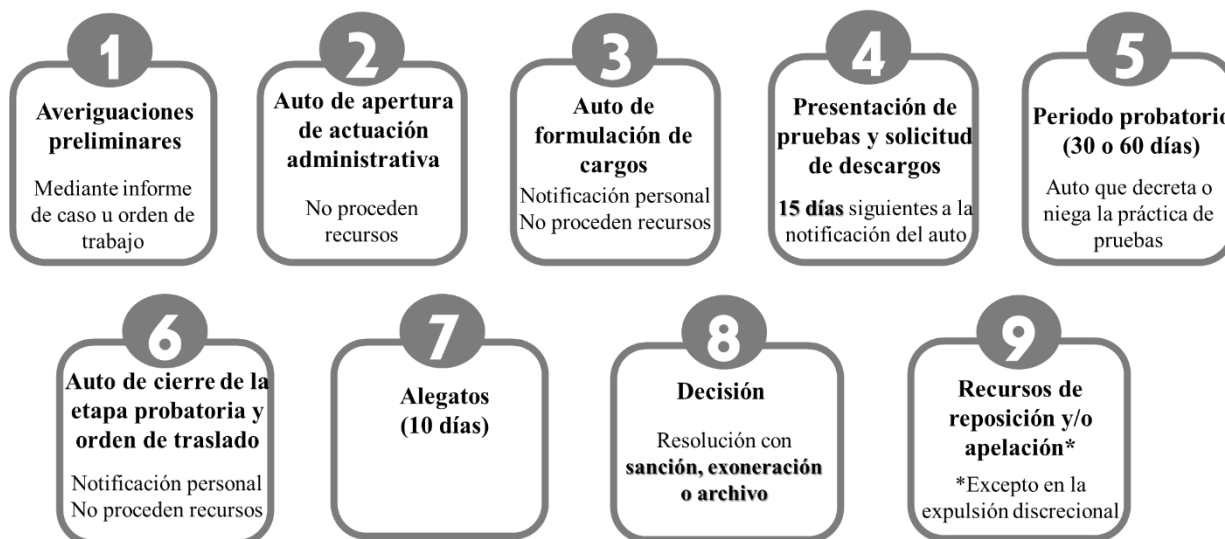 1
Averiguaciones
preliminares
Mediante informe
de caso u orden de
trabajo
2
Auto de apertura
de actuación
administrativa
No proceden
recursos
3
Auto de
formulación de
cargos
Notificación personal
No proceden recursos
4
Presentación de
pruebas y solicitud
de descargos
15 días siguientes a la
notificación del auto
5
Periodo probatorio
(30 o 60 días)
Auto que decreta o
niega la práctica de
pruebas
6
Auto de cierre de la
etapa probatoria y
orden de traslado
Notificación personal
No proceden recursos
7
Alegatos
(10 días)
8
Decisión
Resolución con
sanción, exoneración
o archivo
9
Recursos de
reposición y/o
apelación*
*Excepto en la
expulsión discrecional